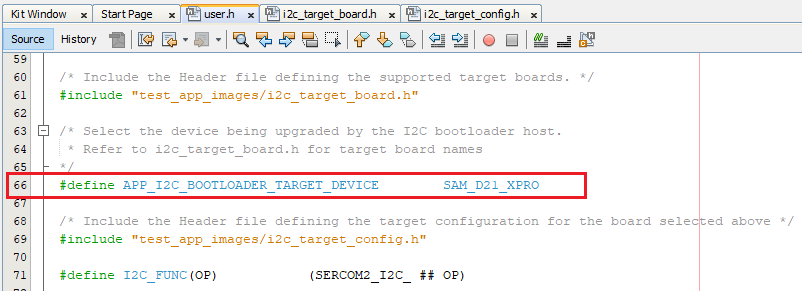 Kit Window Start Page user.h i2c_target_board.h i2c_target_config.h
Source History
59
60 /* Include the Header file defining the supported target boards. */
61 #include "test_app_images/i2c_target_board.h"
62
63 /* Select the device being upgraded by the I2C bootloader host.
64 * Refer to i2c_target_board.h for target board names
65 */
66 #define APP_I2C_BOOTLOADER_TARGET_DEVICE SAM_D21_XPRO
67
68 /* Include the Header file defining the target configuration for the board selected above */
69 #include "test_app_images/i2c_target_config.h"
70
71 #define I2C_FUNC(OP) (SERCOM2_I2C_ ## OP)